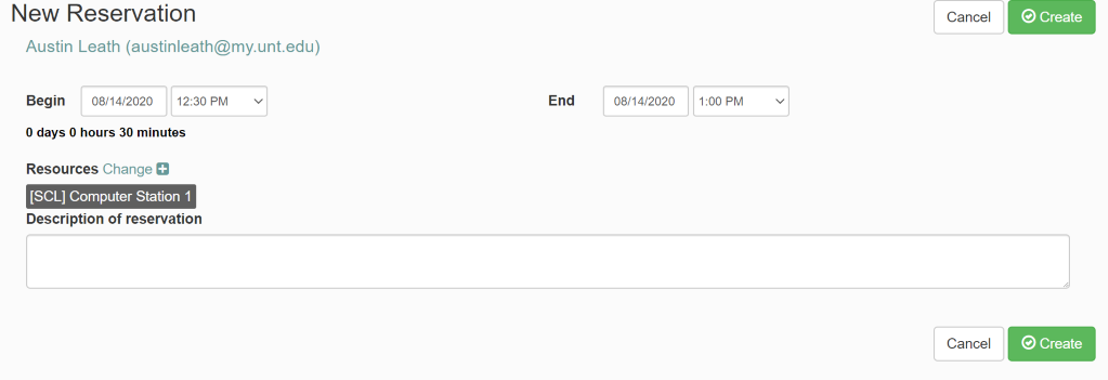 New Reservation
Cancel Create
Austin Leath (austinleath@my.unt.edu)
Begin 08/14/2020 12:30 PM End 08/14/2020 1:00 PM
0 days 0 hours 30 minutes
Resources Change
[SCL] Computer Station 1
Description of reservation
Cancel Create